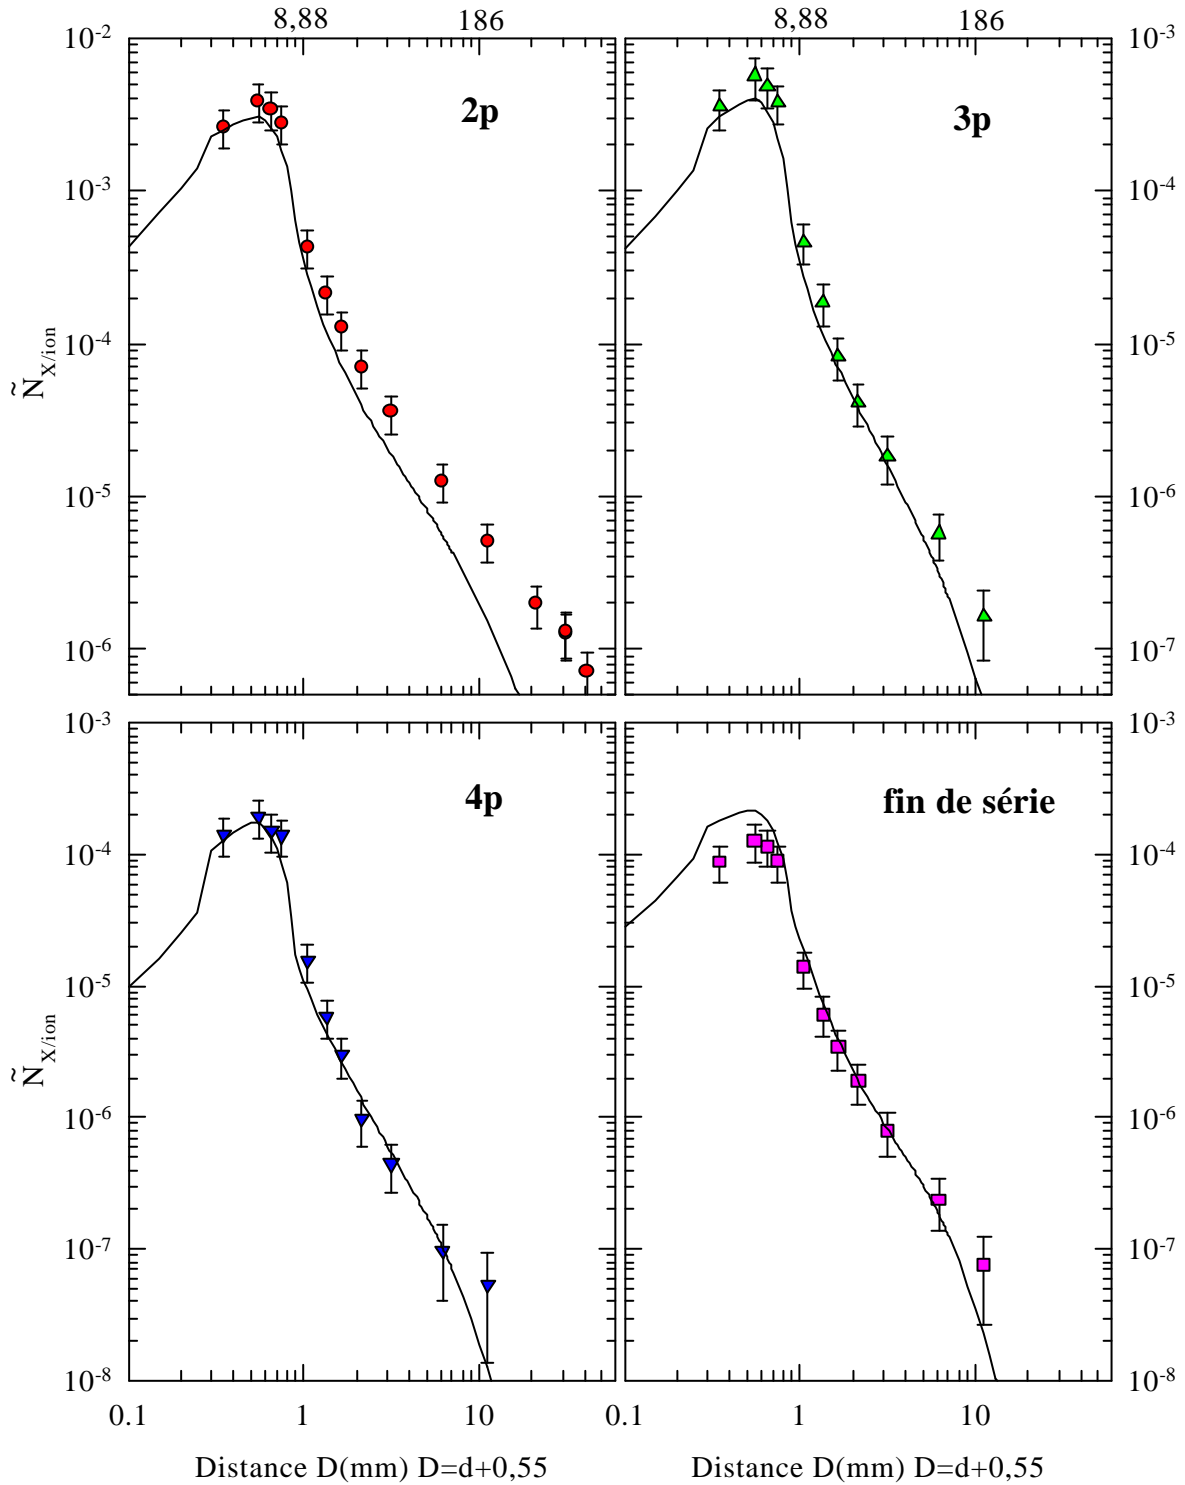 8,88 186 8,88 186
10-2 10-3
2p 3p
10-3 10-4
10-4 10-5
ÑX/ion
10-5 10-6
10-6 10-7
10-3 10-3
4p fin de série
10-4 10-4
10-5 10-5
ÑX/ion
10-6 10-6
10-7 10-7
10-8 10-8
0.1 1 10 0.1 1 10
Distance D(mm) D=d+0,55 Distance D(mm) D=d+0,55